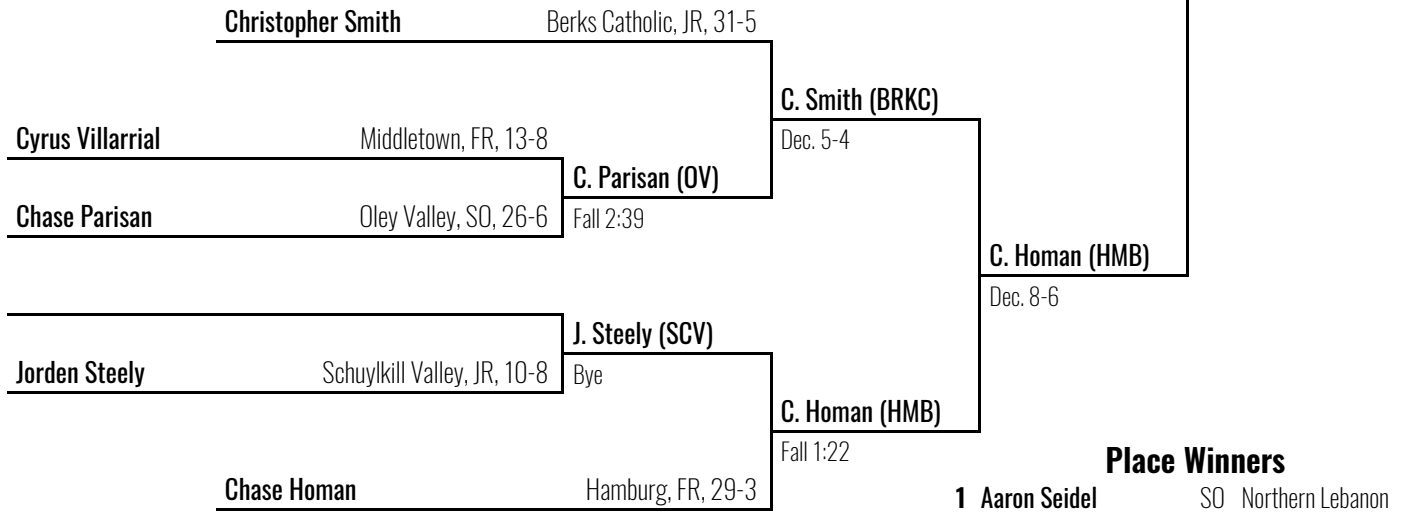 Christopher Smith Berks Catholic, JR, 31-5
C. Smith (BRKC)
Cyrus Villarrial Middletown, FR, 13-8
Dec. 5-4
C. Parisan (OV)
Chase Parisan Oley Valley, SO, 26-6
Fall 2:39
C. Homan (HMB)
Dec. 8-6
J. Steely (SCV)
Jorden Steely Schuylkill Valley, JR, 10-8
Bye
C. Homan (HMB)
Fall 1:22
Place Winners
Chase Homan Hamburg, FR, 29-3
1 Aaron Seidel SO Northern Lebanon